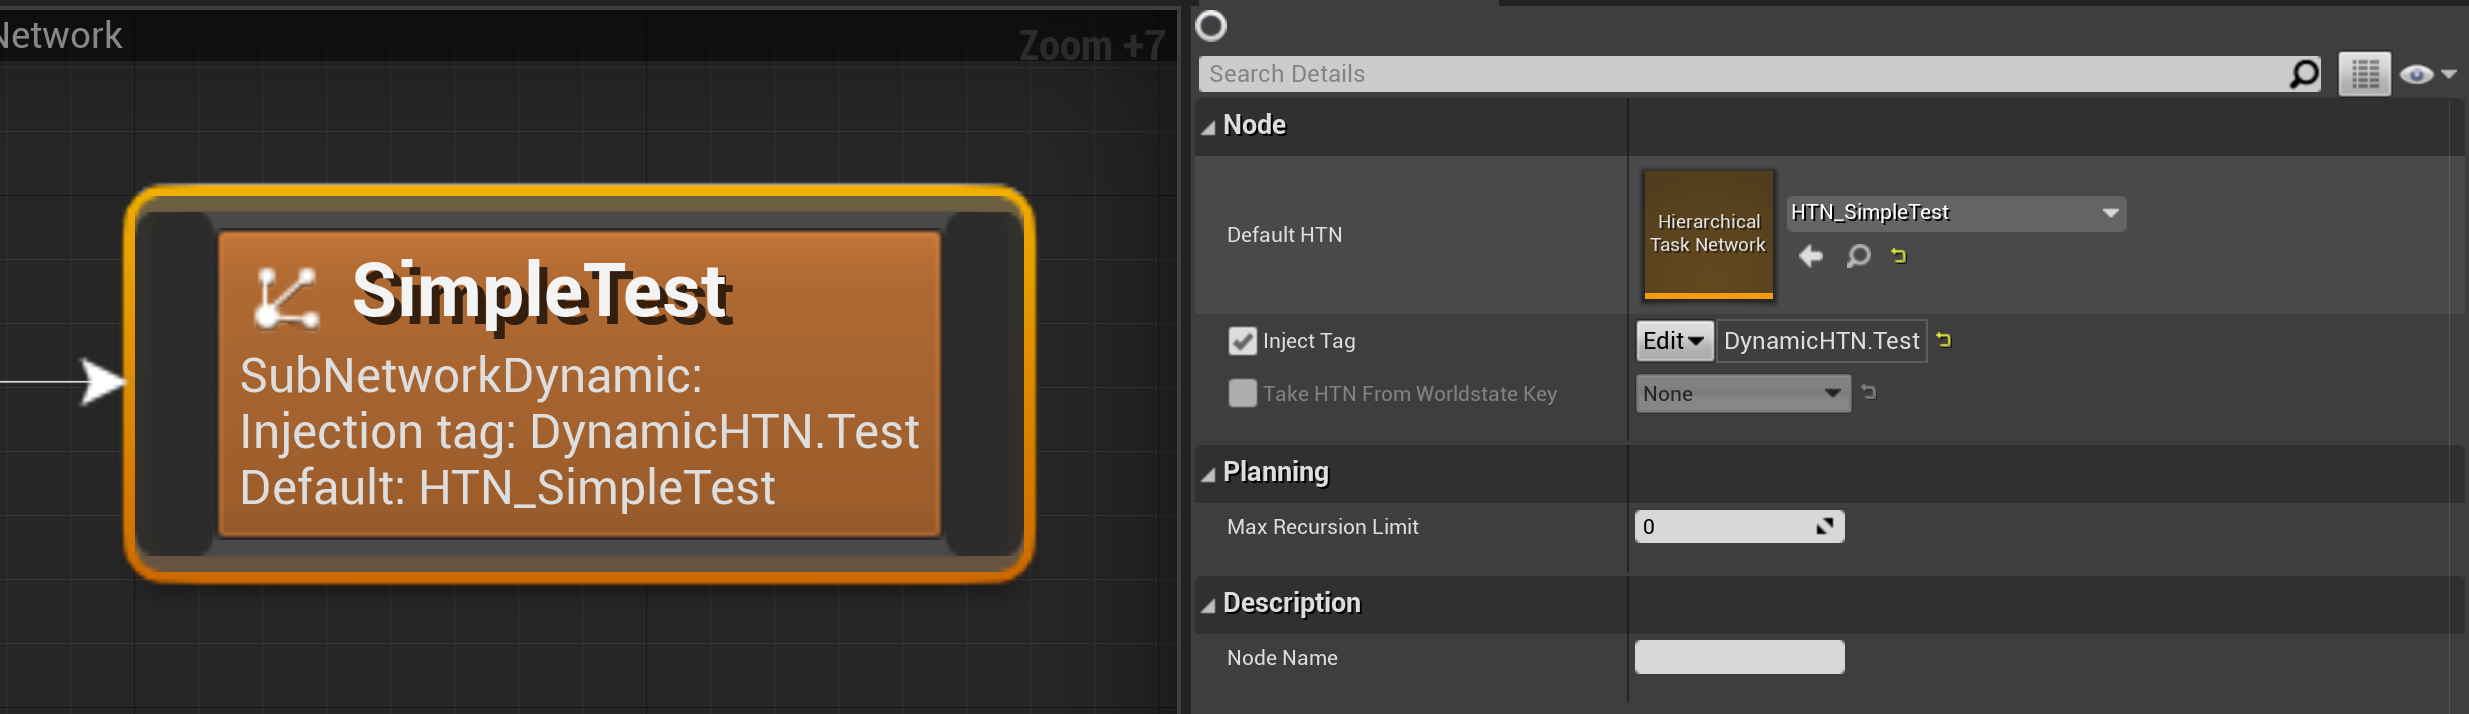 Network
Zoom +7
SimpleTest
SubNetworkDynamic:
Injection tag: DynamicHTN.Test
Default: HTN_SimpleTest
Search Details
Node
Default HTN
Hierarchical
Task Network
HTN_SimpleTest
Inject Tag
Edit
DynamicHTN.Test
Take HTN From Worldstate Key
None
Planning
Max Recursion Limit
0
Description
Node Name